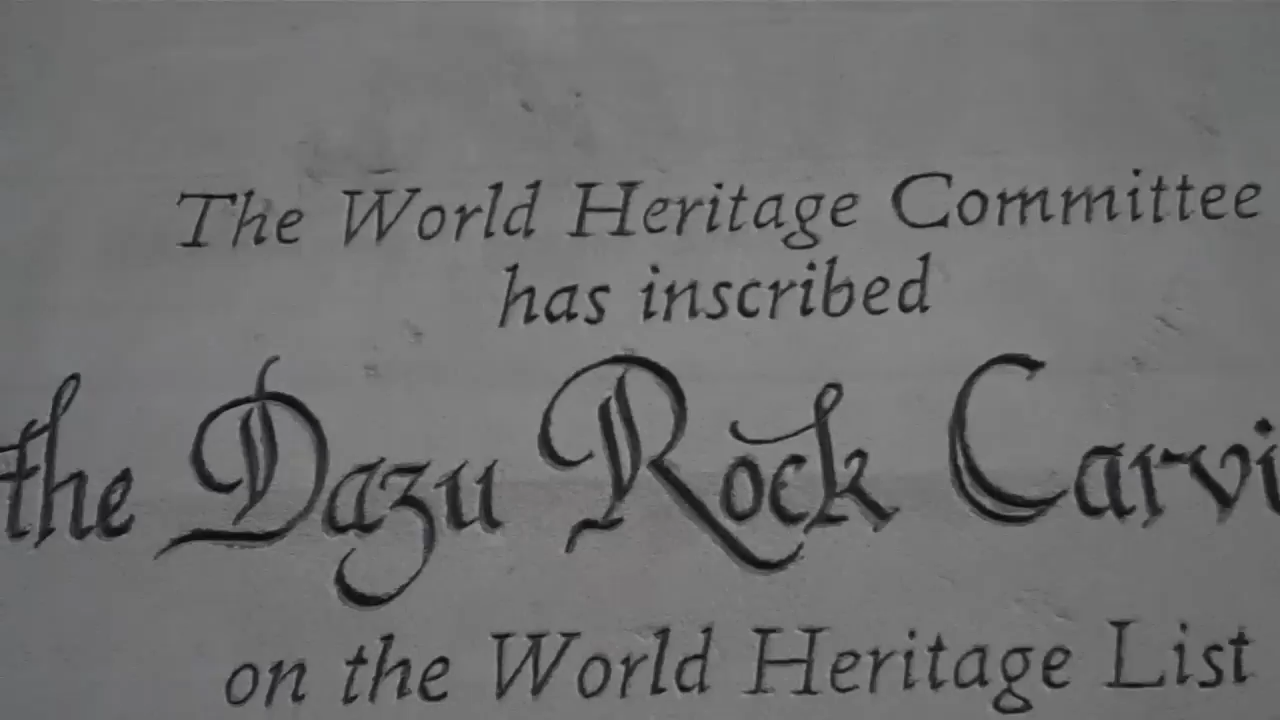 The World Heritage Committee
has inscribed
the Dazu Rock Carvi
on the World Heritage List